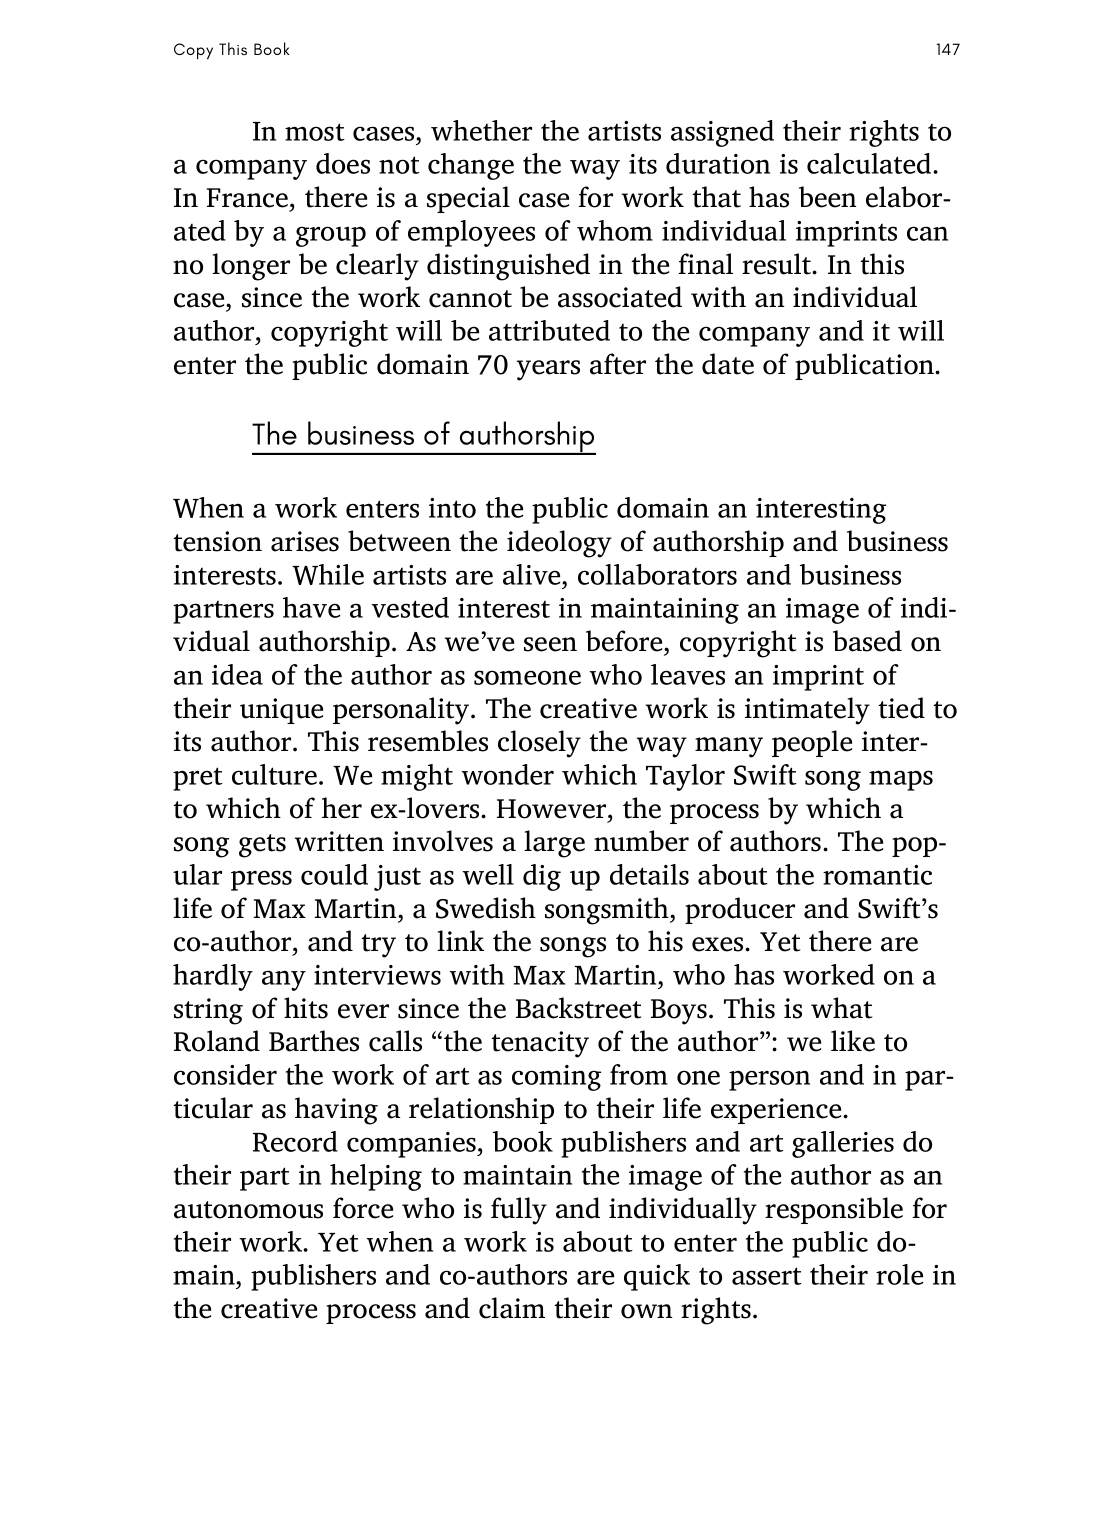 Copy This Book 147
In most cases, whether the artists assigned their rights to
a company does not change the way its duration is calculated.
In France, there is a special case for work that has been elabor-
ated by a group of employees of whom individual imprints can
no longer be clearly distinguished in the final result. In this
case, since the work cannot be associated with an individual
author, copyright will be attributed to the company and it will
enter the public domain 70 years after the date of publication.
The business of authorship
When a work enters into the public domain an interesting
tension arises between the ideology of authorship and business
interests. While artists are alive, collaborators and business
partners have a vested interest in maintaining an image of indi-
vidual authorship. As we’ve seen before, copyright is based on
an idea of the author as someone who leaves an imprint of
their unique personality. The creative work is intimately tied to
its author. This resembles closely the way many people inter-
pret culture. We might wonder which Taylor Swift song maps
to which of her ex-lovers. However, the process by which a
song gets written involves a large number of authors. The pop-
ular press could just as well dig up details about the romantic
life of Max Martin, a Swedish songsmith, producer and Swift’s
co-author, and try to link the songs to his exes. Yet there are
hardly any interviews with Max Martin, who has worked on a
string of hits ever since the Backstreet Boys. This is what
Roland Barthes calls “the tenacity of the author”: we like to
consider the work of art as coming from one person and in par-
ticular as having a relationship to their life experience.
Record companies, book publishers and art galleries do
their part in helping to maintain the image of the author as an
autonomous force who is fully and individually responsible for
their work. Yet when a work is about to enter the public do-
main, publishers and co-authors are quick to assert their role in
the creative process and claim their own rights.